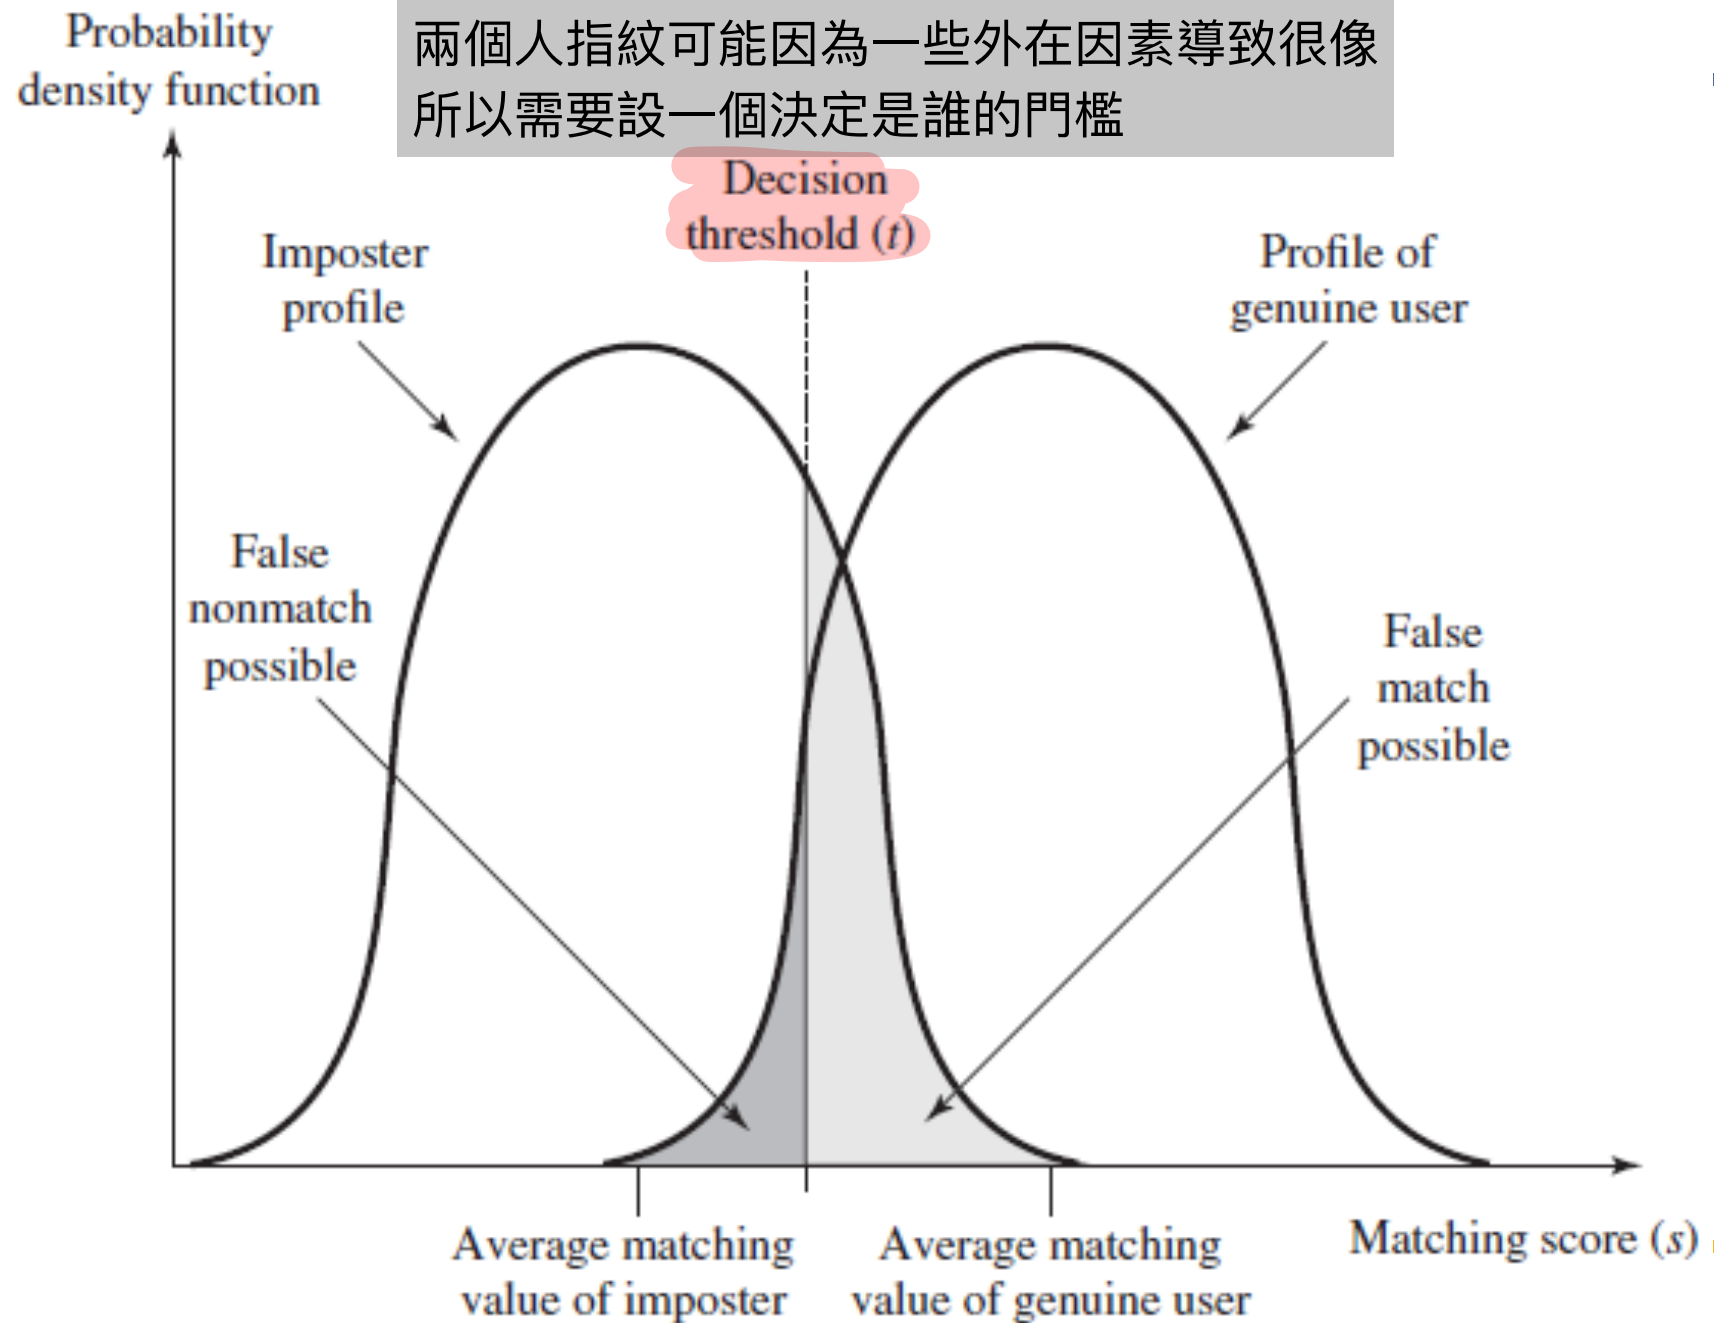 Probability
density function
兩個人指紋可能因為一些外在因素導致很像
所以需要設一個決定是誰的門檻
Decision
threshold (t)
Imposter
profile
Profile of
genuine user
False
nonmatch
possible
False
match
possible
Average matching
value of imposter
Average matching
value of genuine user
Matching score (s)